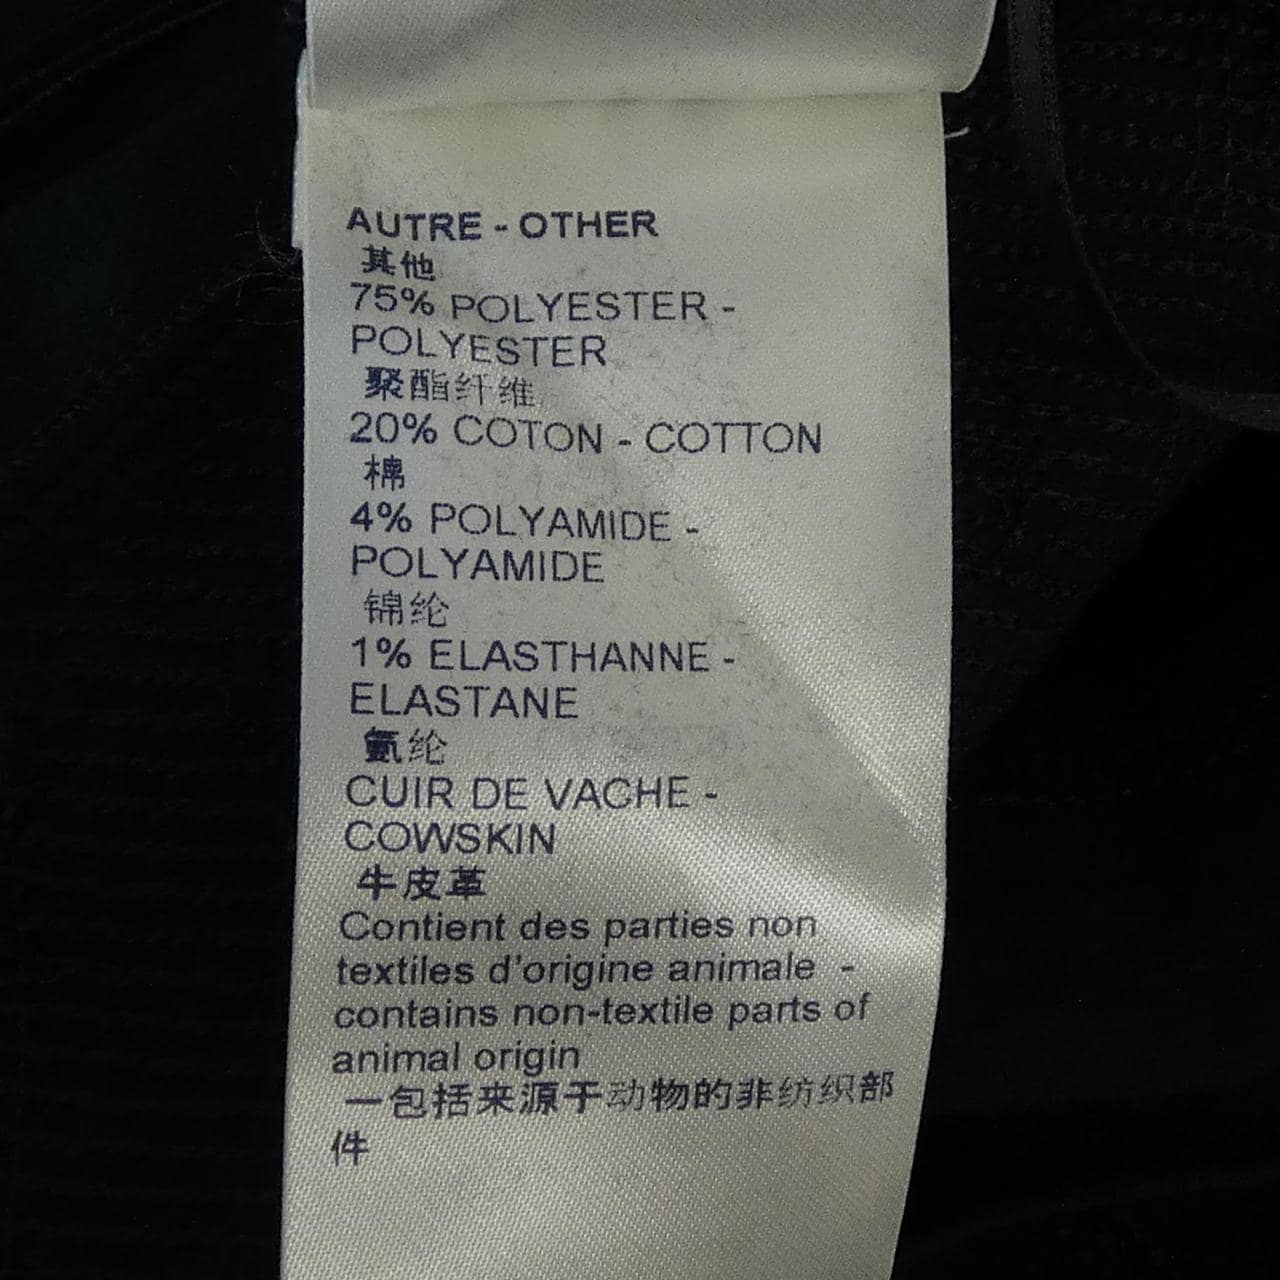 AUTRE - OTHER
其他
75% POLYESTER -
POLYESTER
聚酯纤维
20% COTON - COTTON
棉
4% POLYAMIDE -
POLYAMIDE
锦纶
1% ELASTHANNE -
ELASTANE
氨纶
CUIR DE VACHE -
COWSKIN
牛皮革
Contient des parties non
textiles d'origine animale -
contains non-textile parts of
animal origin
一包括来源于动物的非纺织部
件